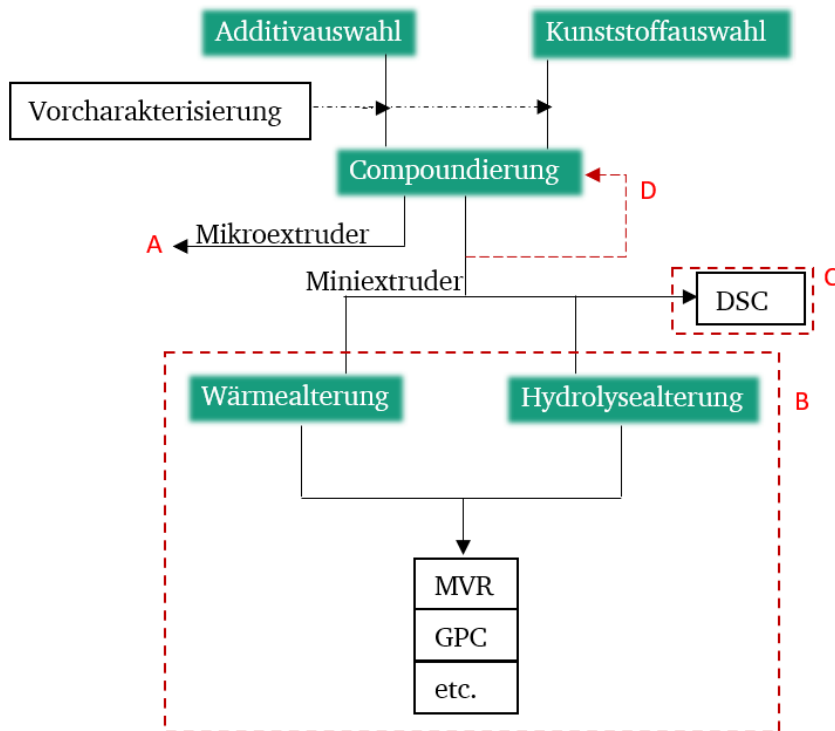 Additivauswahl
Kunststoffauswahl
Vorcharakterisierung
Compoundierung
D
A
Mikroextruder
Miniextruder
C
DSC
Wärmealterung
Hydrolysealterung
B
MVR
GPC
etc.